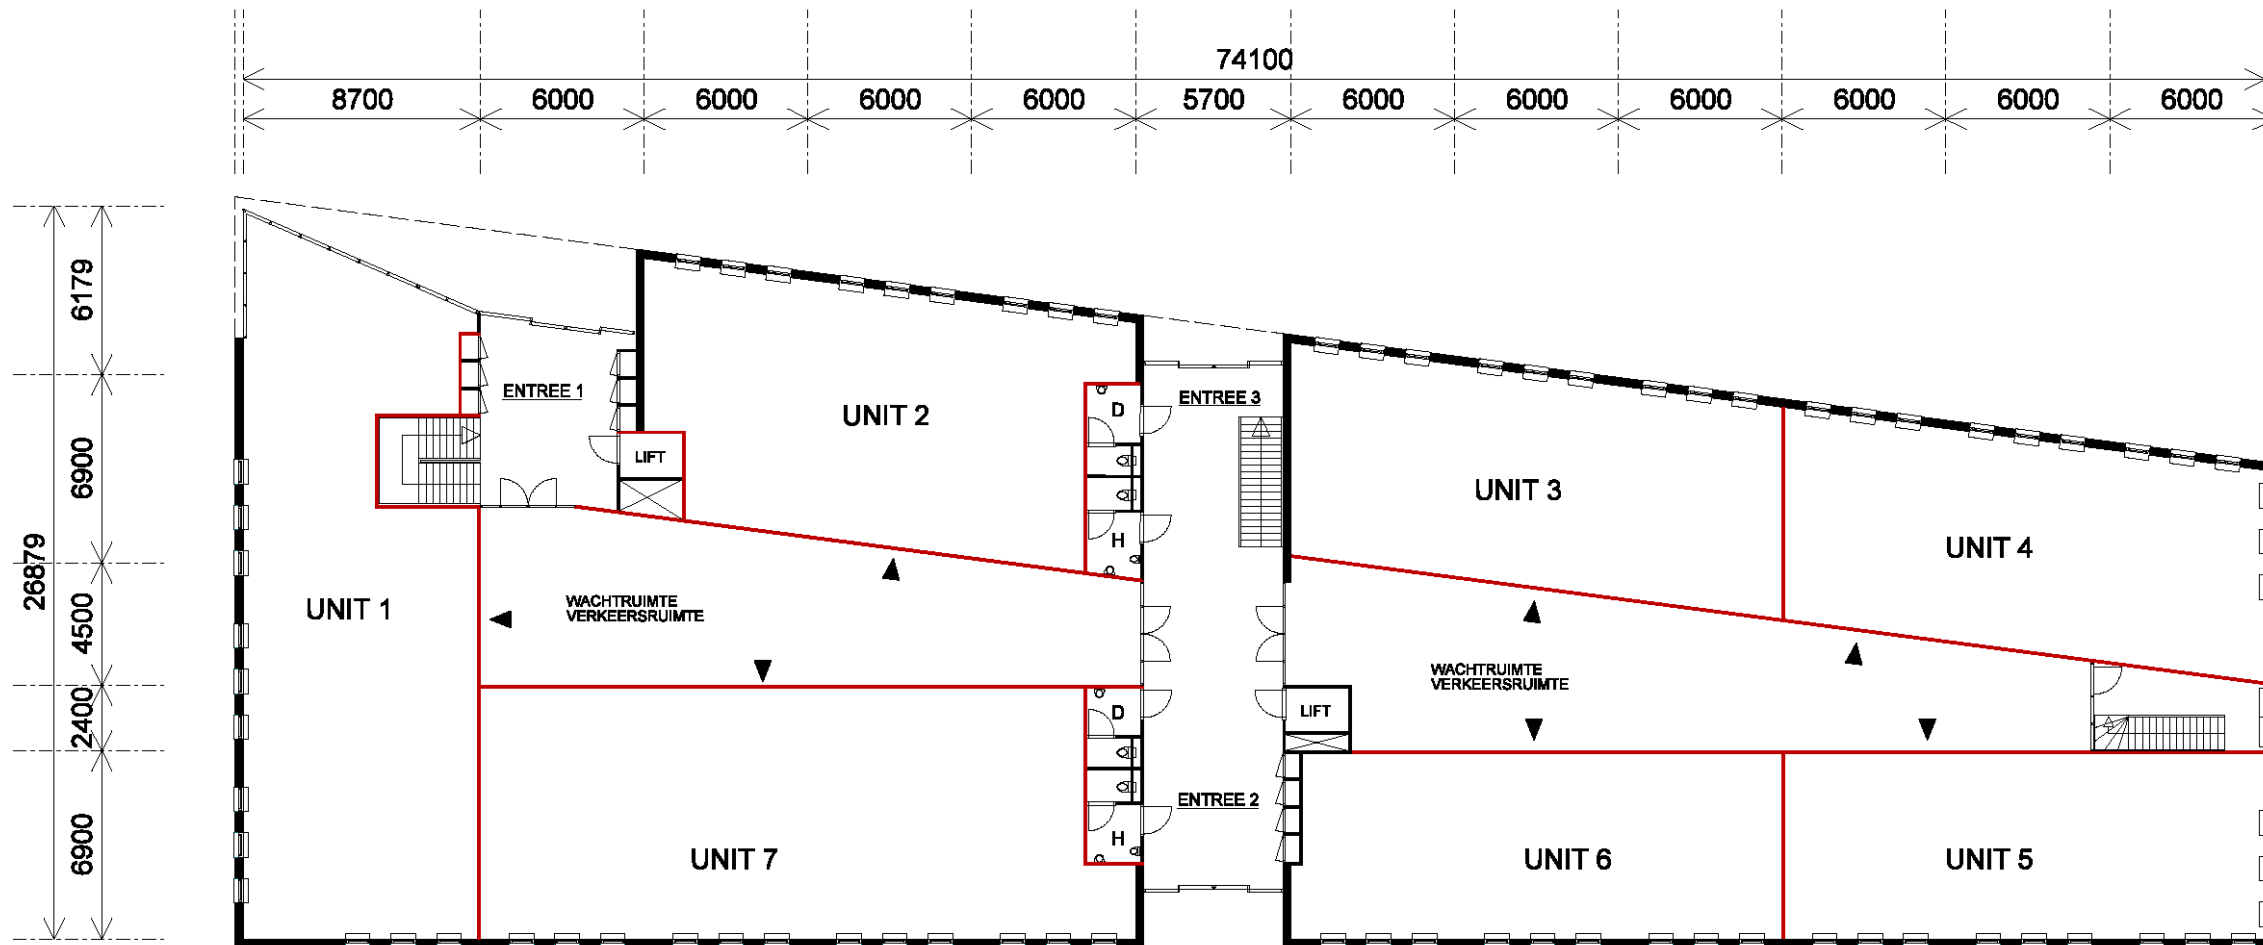 74100
8700 6000 6000 6000 6000 5700 6000 6000 6000 6000 6000 6000
26879
6179
6900
4500
2400
6900
ENTREE 1
UNIT 2
D
ENTREE 3
LIFT
UNIT 3
H
UNIT 4
UNIT 1
WACHTRUIMTE
VERKEERSRUIMTE
WACHTRUIMTE
VERKEERSRUIMTE
D
LIFT
ENTREE 2
H
UNIT 7
UNIT 6
UNIT 5